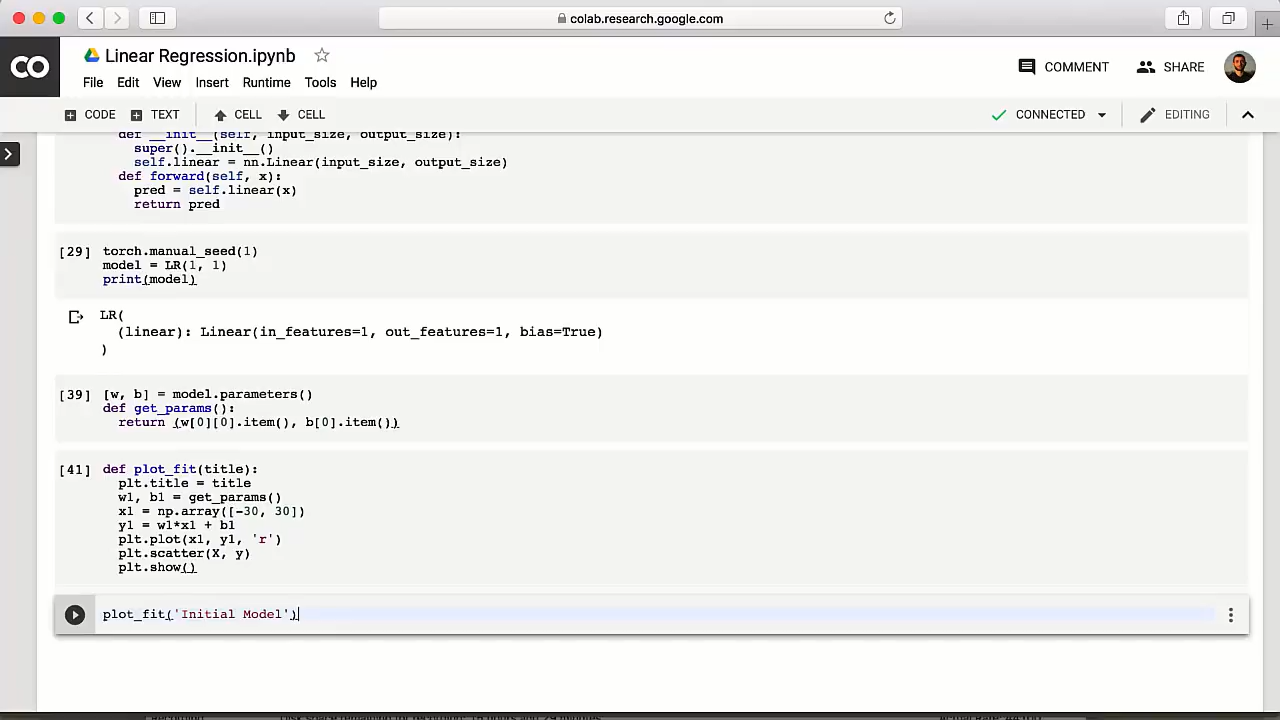 colab.research.google.com
CO
Linear Regression.ipynb
COMMENT
SHARE
File Edit View Insert Runtime Tools Help
CODE TEXT CELL CELL
CONNECTED
EDITING
def __init__(self, input_size, output_size):
super().__init__()
self.linear = nn.Linear(input_size, output_size)
def forward(self, x):
pred = self.linear(x)
return pred
[29] torch.manual_seed(1)
model = LR(1, 1)
print(model)
LR(
(linear): Linear(in_features=1, out_features=1, bias=True)
)
[39] [w, b] = model.parameters()
def get_params():
return (w[0][0].item(), b[0].item())
[41] def plot_fit(title):
plt.title = title
w1, b1 = get_params()
x1 = np.array([-30, 30])
y1 = w1*x1 + b1
plt.plot(x1, y1, 'r')
plt.scatter(X, y)
plt.show()
plot_fit('Initial Model')